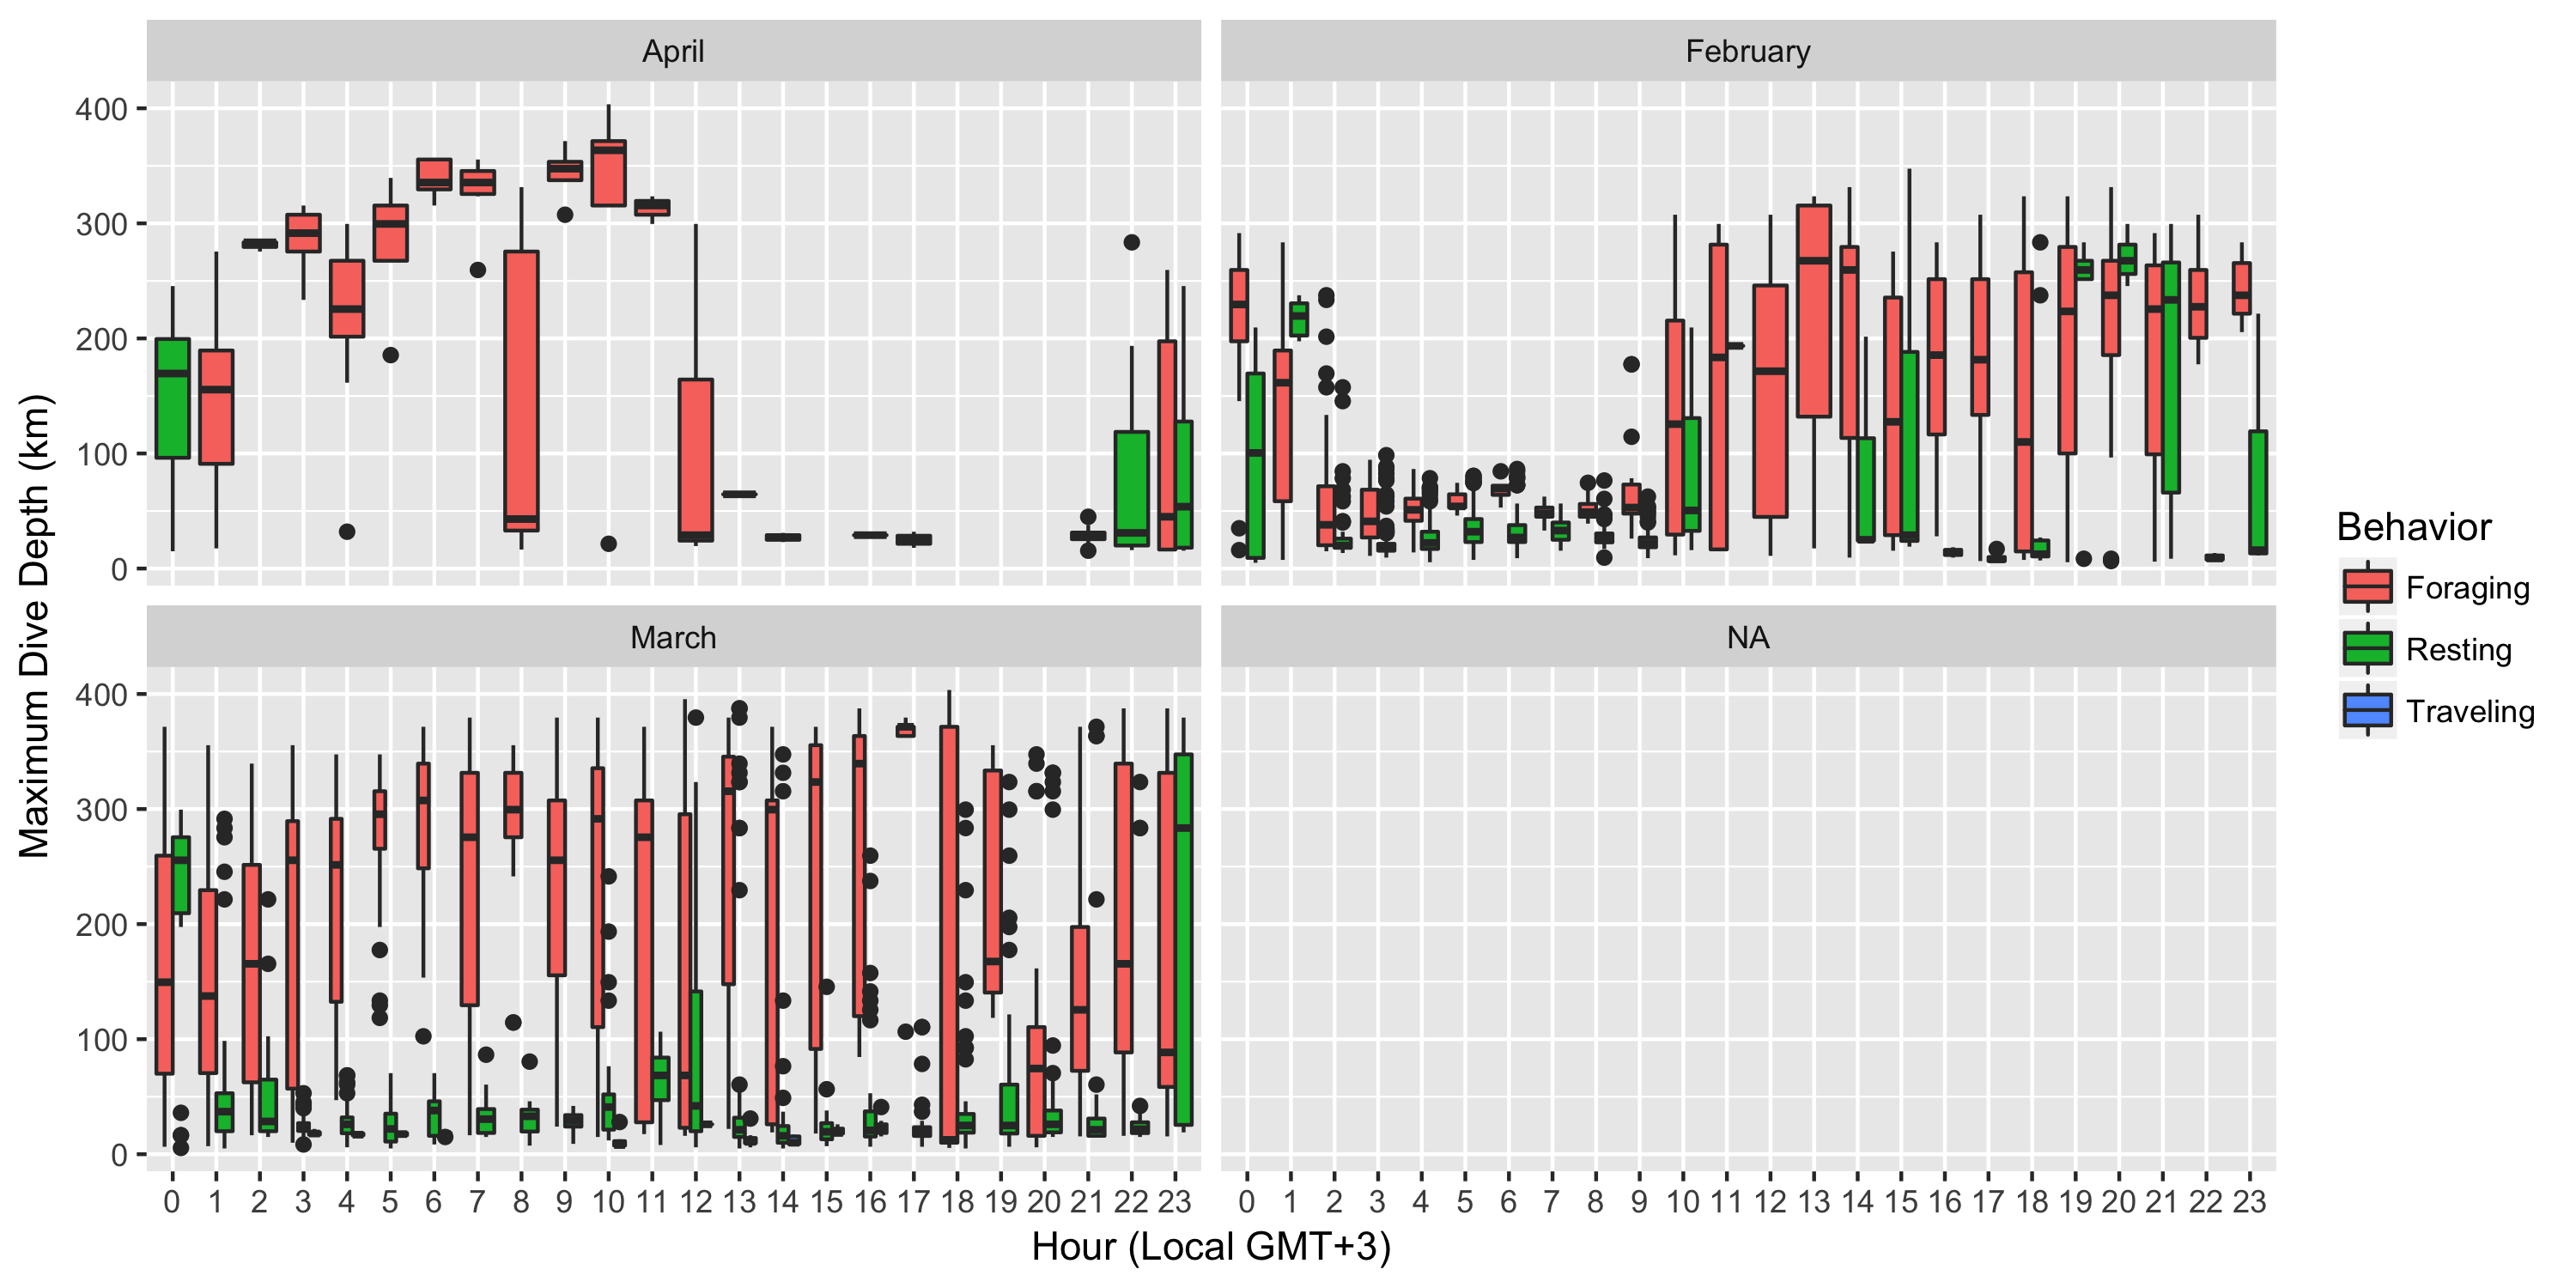 April
February
400
300
200
100
0
March
NA
400
300
200
100
0
0 1 2 3 4 5 6 7 8 9 10 11 12 13 14 15 16 17 18 19 20 21 22 23
0 1 2 3 4 5 6 7 8 9 10 11 12 13 14 15 16 17 18 19 20 21 22 23
Hour (Local GMT+3)
Maximum Dive Depth (km)
Behavior
Foraging
Resting
Traveling